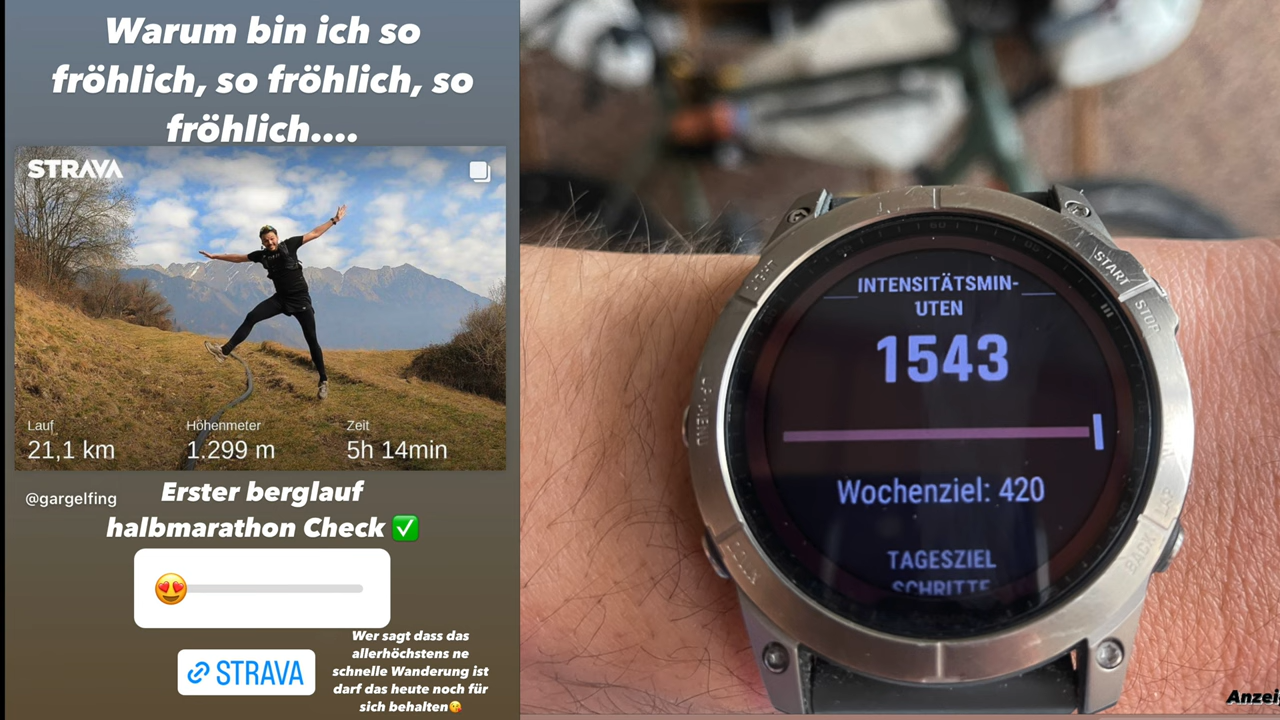 Warum bin ich so
fröhlich, so fröhlich, so
fröhlich....
STRAVA
Lauf
Höhenmeter
Zeit
21,1 km
1.299 m
5h 14min
@gargelfing
Erster berglauf
halbmarathon Check ✅
😍
STRAVA
Wer sagt dass das
allerhöchstens ne
schnelle Wanderung ist
darf das heute noch für
sich behalten😘
LIGHT
START
STOP
INTENSITÄTSMIN-
UTEN
1543
Wochenziel: 420
TAGESZIEL
SCHRITTE
BACK
LAP